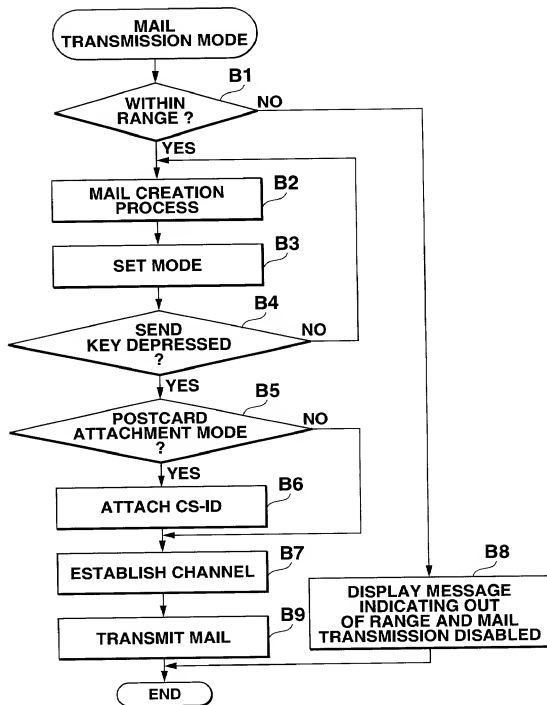 MAIL
TRANSMISSION MODE
B1
WITHIN
RANGE ?
NO
YES
B2
MAIL CREATION
PROCESS
B3
SET MODE
B4
SEND
KEY DEPRESSED
?
NO
YES
B5
POSTCARD
ATTACHMENT MODE
?
NO
YES
B6
ATTACH CS-ID
B7
ESTABLISH CHANNEL
B8
DISPLAY MESSAGE
INDICATING OUT
OF RANGE AND MAIL
TRANSMISSION DISABLED
B9
TRANSMIT MAIL
END